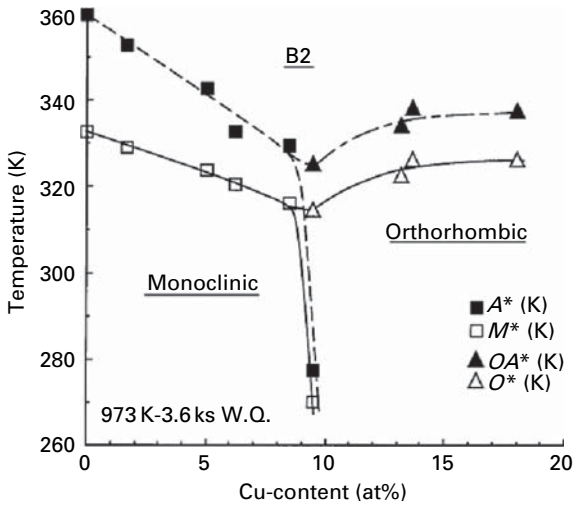 360
340
320
300
280
260
Temperature (K)
B2
Orthorhombic
Monoclinic
A* (K)
M* (K)
OA* (K)
O* (K)
973 K-3.6 ks W.Q.
0
5
10
15
20
Cu-content (at%)